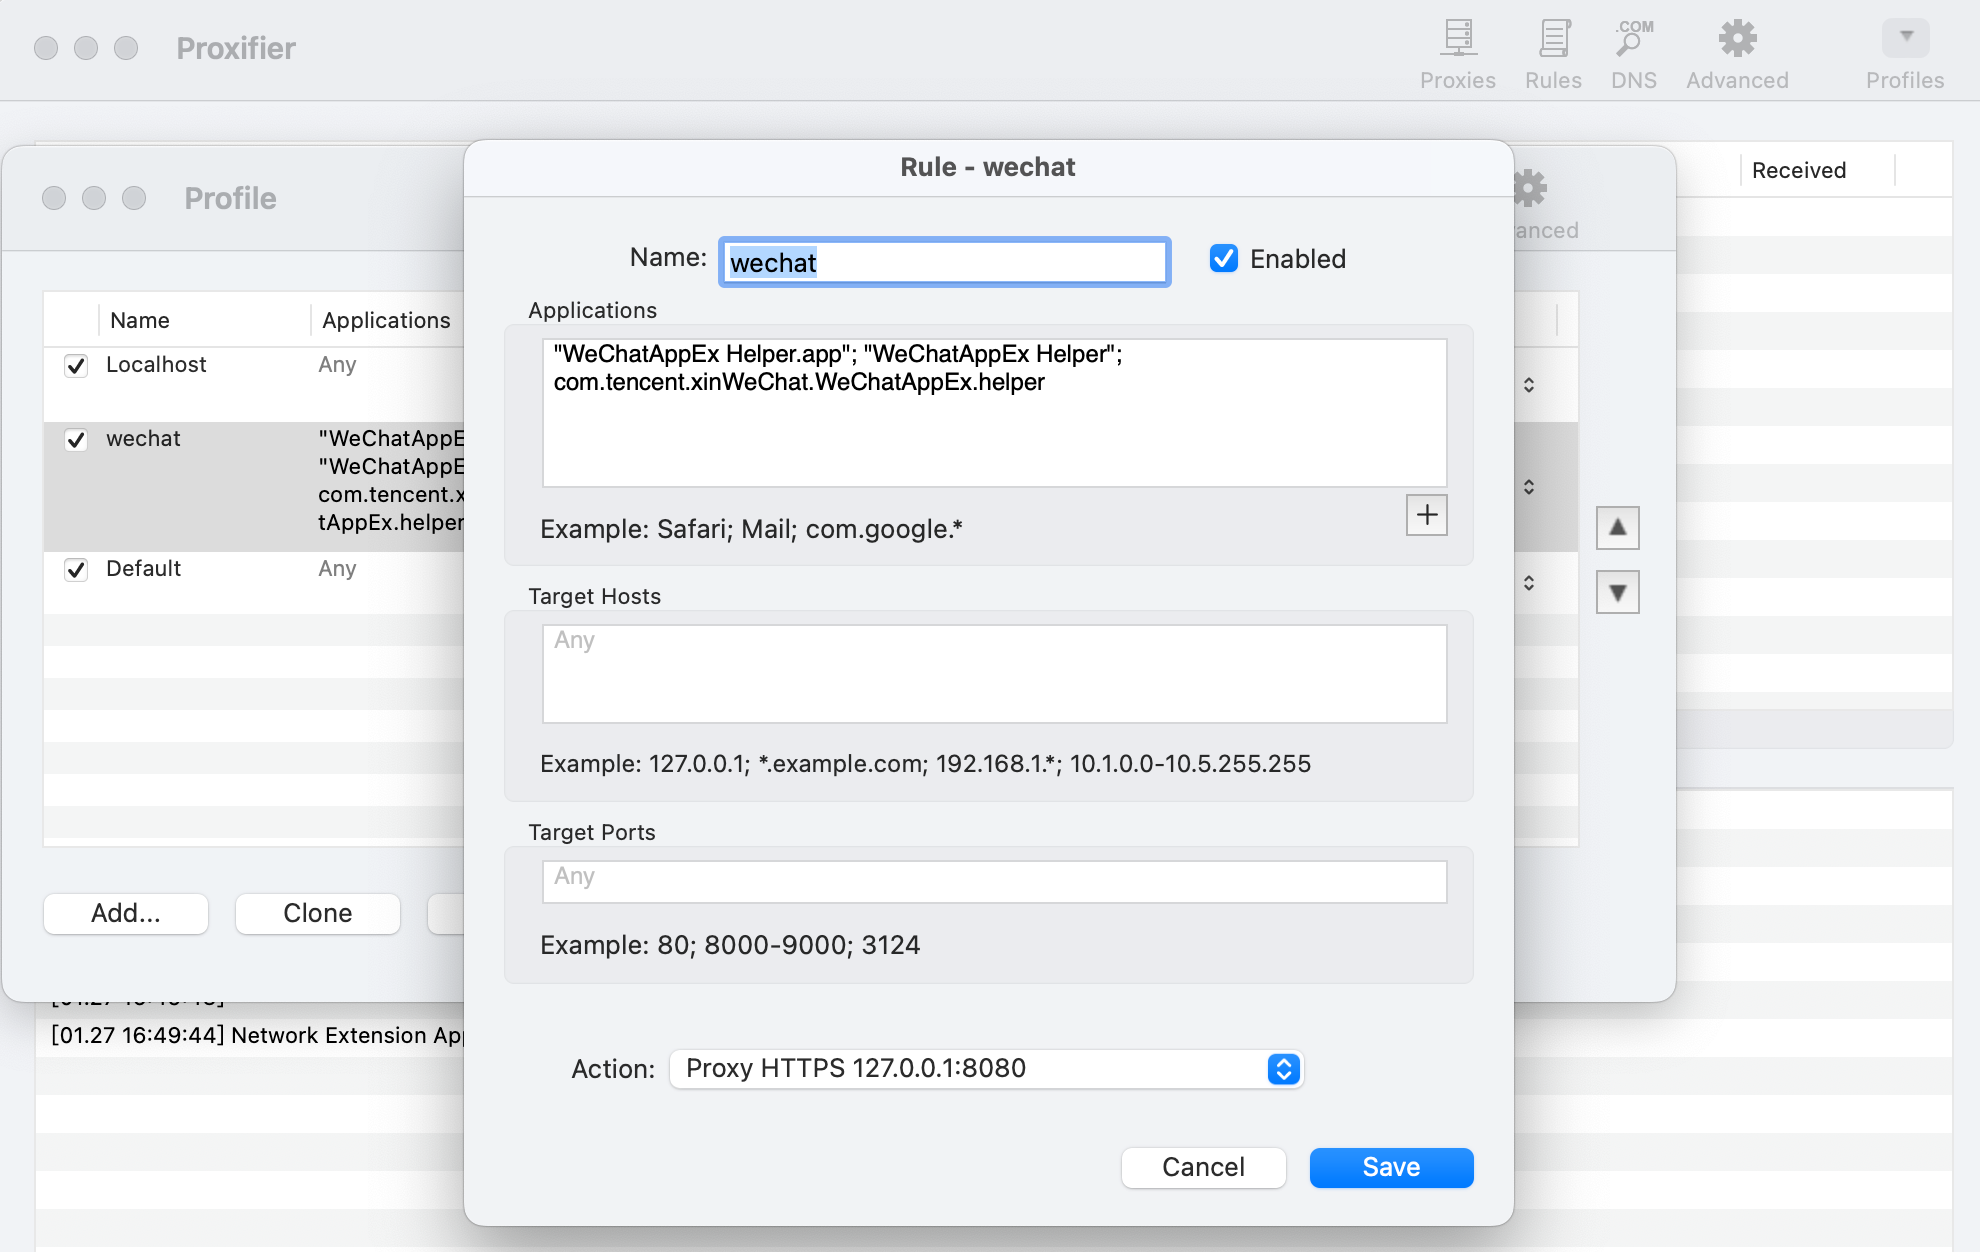 Proxifier
Proxies
Rules
.COM
DNS
Advanced
Profiles
Received
Profile
anced
Name
Applications
Localhost
Any
wechat
"WeChatAppE
"WeChatAppE
com.tencent.x
tAppEx.helper
Default
Any
Add...
Clone
[01.27 16:49:44] Network Extension App
Rule - wechat
Name:
wechat
Enabled
Applications
"WeChatAppEx Helper.app"; "WeChatAppEx Helper";
com.tencent.xinWeChat.WeChatAppEx.helper
Example: Safari; Mail; com.google.*
Target Hosts
Any
Example: 127.0.0.1; *.example.com; 192.168.1.*; 10.1.0.0-10.5.255.255
Target Ports
Any
Example: 80; 8000-9000; 3124
Action:
Proxy HTTPS 127.0.0.1:8080
Cancel
Save